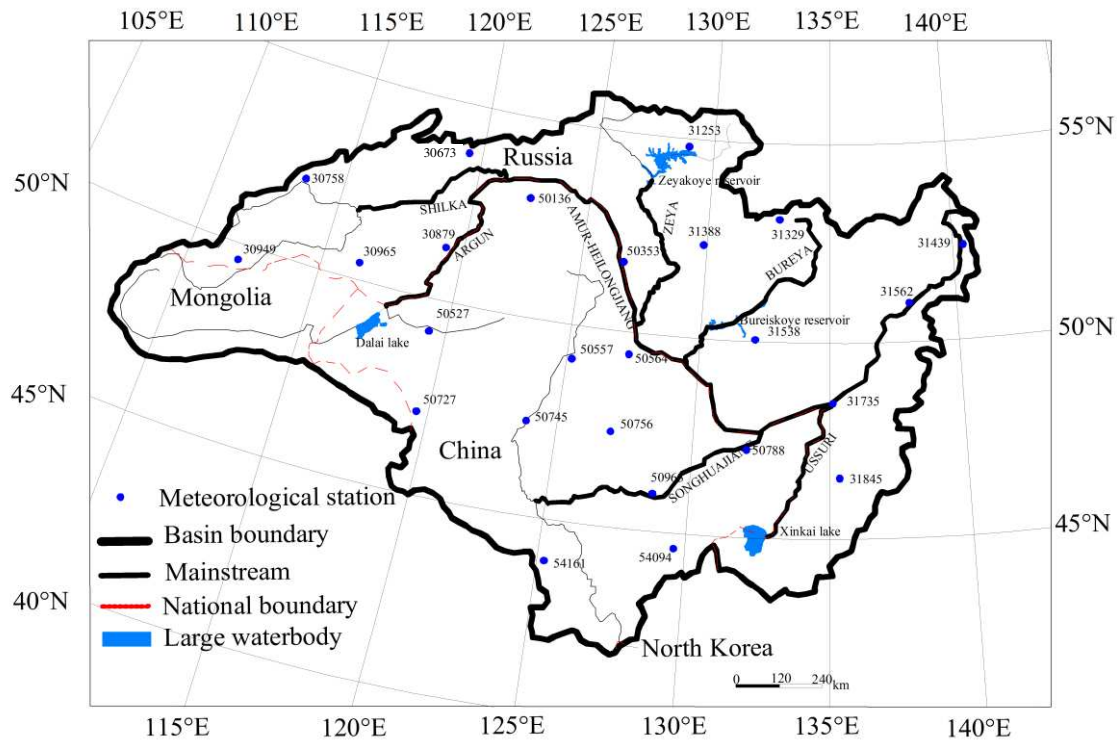 105°E 110°E 115°E 120°E 125°E 130°E 135°E 140°E
55°N
50°N
50°N
45°N
45°N
40°N
31253
30673
Russia
Zeyakoye reservoir
30758
SHILKA
50136
AMUR-HEILONGJIANG
ZEYA
31388
31329
31439
30949
30965
30879
ARGUN
50353
BUREYA
Mongolia
31562
50527
Bureiskoye reservoir
31538
Dalai lake
50557
50564
50727
50745
50756
31735
China
50788
USSURI
SONGHUAJIANG
50963
31845
Xinkai lake
54161
54094
North Korea
Meteorological station
Basin boundary
Mainstream
National boundary
Large waterbody
0 120 240 km
115°E 120°E 125°E 130°E 135°E 140°E